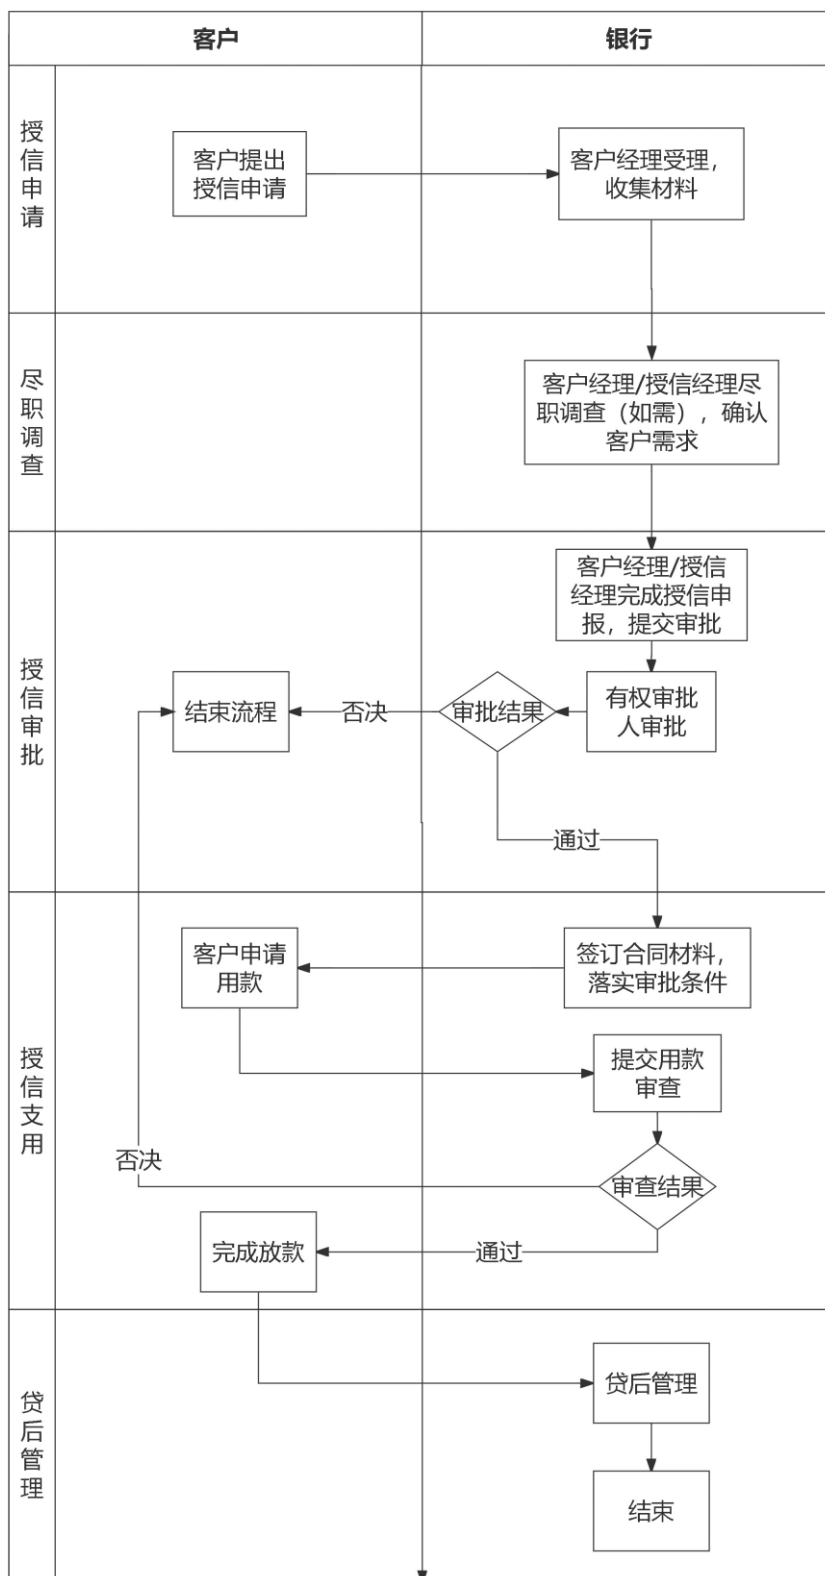 客户
银行
授信申请
客户提出
授信申请
客户经理受理，
收集材料
尽职调查
客户经理/授信经理尽
职调查（如需），确认
客户需求
授信审批
客户经理/授信
经理完成授信申
报，提交审批
结束流程
否决
审批结果
有权审批
人审批
通过
授信支用
客户申请
用款
签订合同材料，
落实审批条件
提交用款
审查
否决
审查结果
完成放款
通过
贷后管理
贷后管理
结束